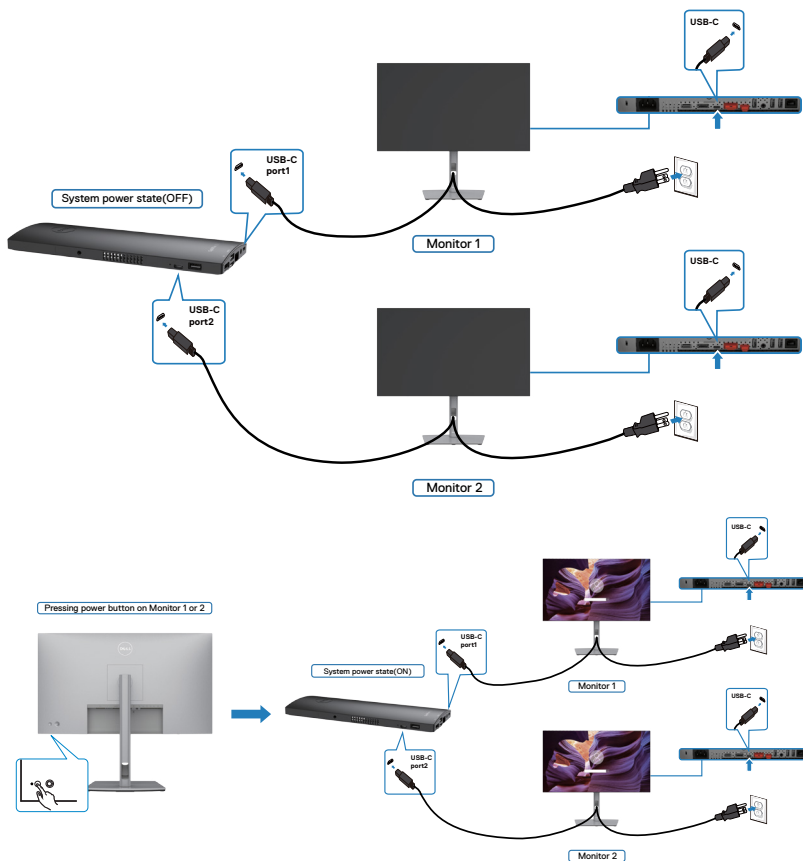 USB-C
USB-C
port1
System power state(OFF)
Monitor 1
USB-C
USB-C
port2
Monitor 2
USB-C
Pressing power button on Monitor 1 or 2
DELL
USB-C
port1
System power state(ON)
Monitor 1
USB-C
USB-C
port2
Monitor 2